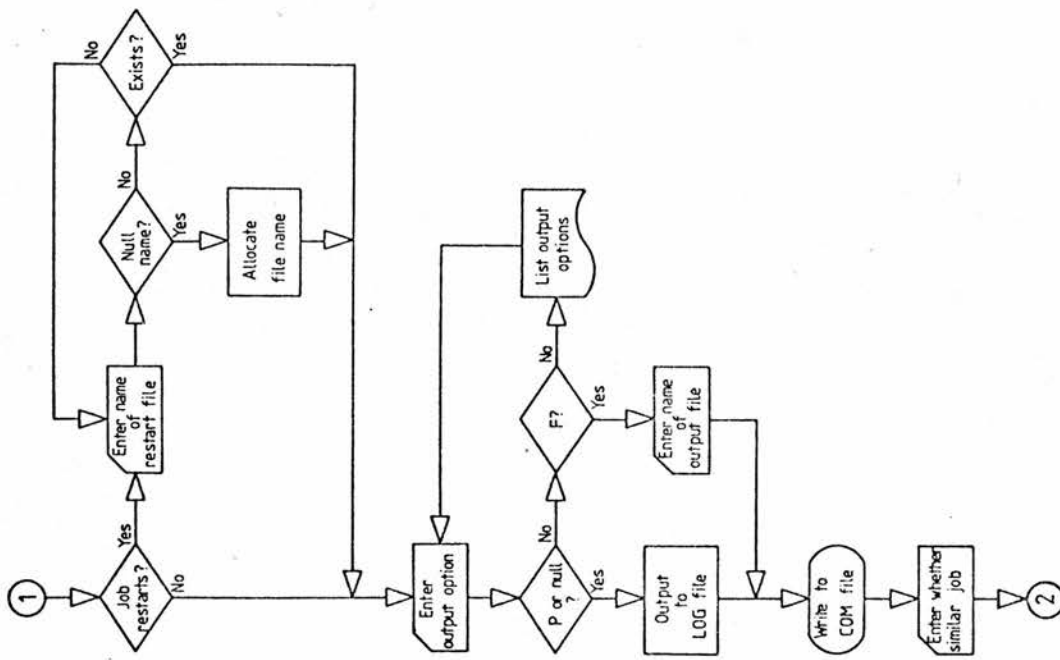 1
Job
restarts?
Yes
No
Enter name
of
restart file
Null
name?
No
Yes
Allocate
file name
Exists?
No
Yes
Enter
output option
P or null
?
No
Yes
F?
No
Yes
List output
options
Output
to
LOG file
Enter name
of
output file
Write to
COM file
Enter whether
similar job
2